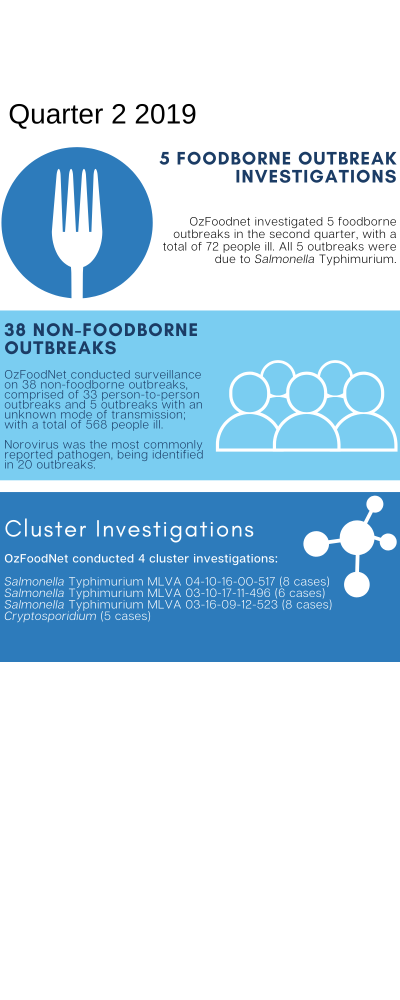 Quarter 2 2019
5 FOODBORNE OUTBREAK
INVESTIGATIONS
OzFoodnet investigated 5 foodborne
outbreaks in the second quarter, with a
total of 72 people ill. All 5 outbreaks were
due to Salmonella Typhimurium.
38 NON-FOODBORNE
OUTBREAKS
OzFoodNet conducted surveillance
on 38 non-foodborne outbreaks,
comprised of 33 person-to-person
outbreaks and 5 outbreaks with an
unknown mode of transmission;
with a total of 568 people ill.
Norovirus was the most commonly
reported pathogen, being identified
in 20 outbreaks.
Cluster Investigations
OzFoodNet conducted 4 cluster investigations:
Salmonella Typhimurium MLVA 04-10-16-00-517 (8 cases)
Salmonella Typhimurium MLVA 03-10-17-11-496 (6 cases)
Salmonella Typhimurium MLVA 03-16-09-12-523 (8 cases)
Cryptosporidium (5 cases)